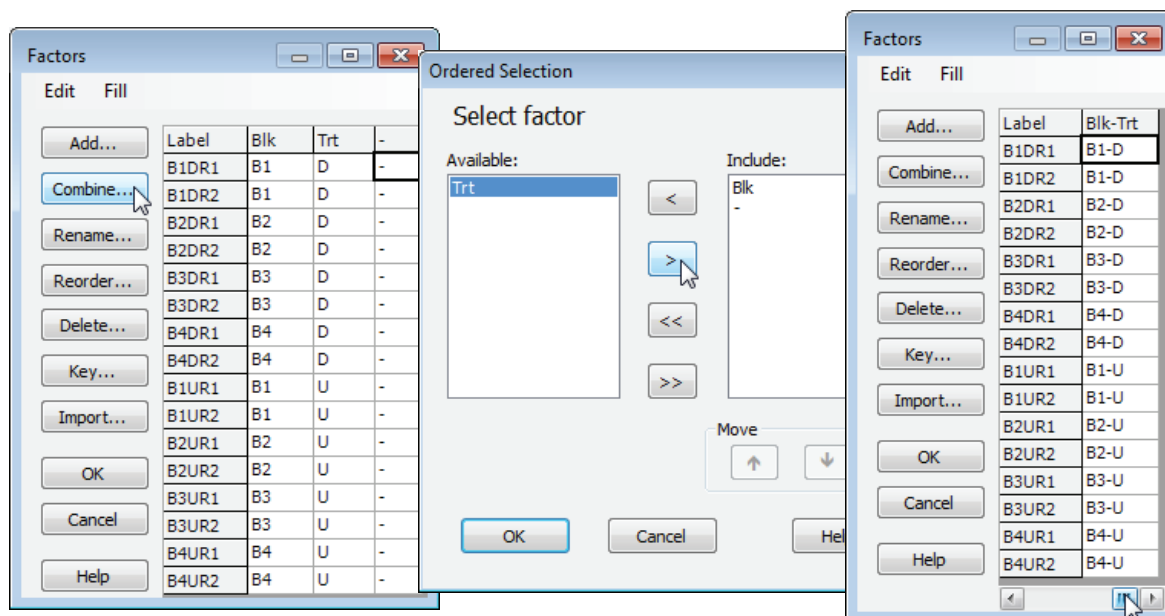 Factors
Edit Fill
Add...
Combine...
Rename...
Reorder...
Delete...
Key...
Import...
OK
Cancel
Help
Label Blk Trt -
B1DR1 B1 D -
B1DR2 B1 D -
B2DR1 B2 D -
B2DR2 B2 D -
B3DR1 B3 D -
B3DR2 B3 D -
B4DR1 B4 D -
B4DR2 B4 D -
B1UR1 B1 U -
B1UR2 B1 U -
B2UR1 B2 U -
B2UR2 B2 U -
B3UR1 B3 U -
B3UR2 B3 U -
B4UR1 B4 U -
B4UR2 B4 U -
Ordered Selection
Select factor
Available:
Trt
<
>
<<
>>
Include:
Blk
-
Move
OK Cancel Hel
Factors
Edit Fill
Add...
Combine...
Rename...
Reorder...
Delete...
Key...
Import...
OK
Cancel
Help
Label Blk-Trt
B1DR1 B1-D
B1DR2 B1-D
B2DR1 B2-D
B2DR2 B2-D
B3DR1 B3-D
B3DR2 B3-D
B4DR1 B4-D
B4DR2 B4-D
B1UR1 B1-U
B1UR2 B1-U
B2UR1 B2-U
B2UR2 B2-U
B3UR1 B3-U
B3UR2 B3-U
B4UR1 B4-U
B4UR2 B4-U